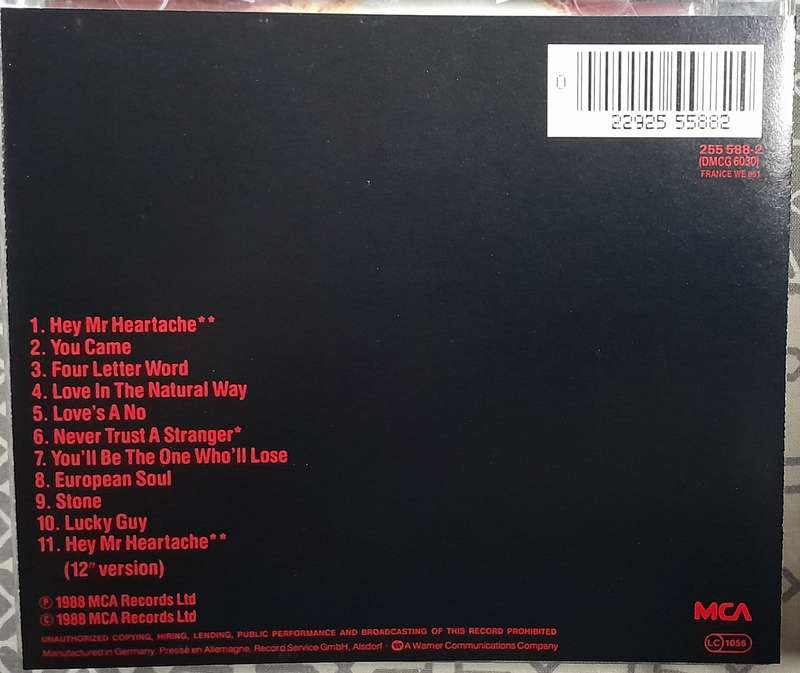 0
22925 55882
255 588-2
(DMCG 6030)
FRANCE WE 891
1. Hey Mr Heartache**
2. You Came
3. Four Letter Word
4. Love In The Natural Way
5. Love's A No
6. Never Trust A Stranger*
7. You'll Be The One Who'll Lose
8. European Soul
9. Stone
10. Lucky Guy
11. Hey Mr Heartache**
(12" version)
Ⓟ 1988 MCA Records Ltd
© 1988 MCA Records Ltd
UNAUTHORIZED COPYING, HIRING, LENDING, PUBLIC PERFORMANCE AND BROADCASTING OF THIS RECORD PROHIBITED
Manufactured in Germany. Pressé en Allemagne, Record Service GmbH, Alsdorf · A Warner Communications Company
MCA
LC 1056